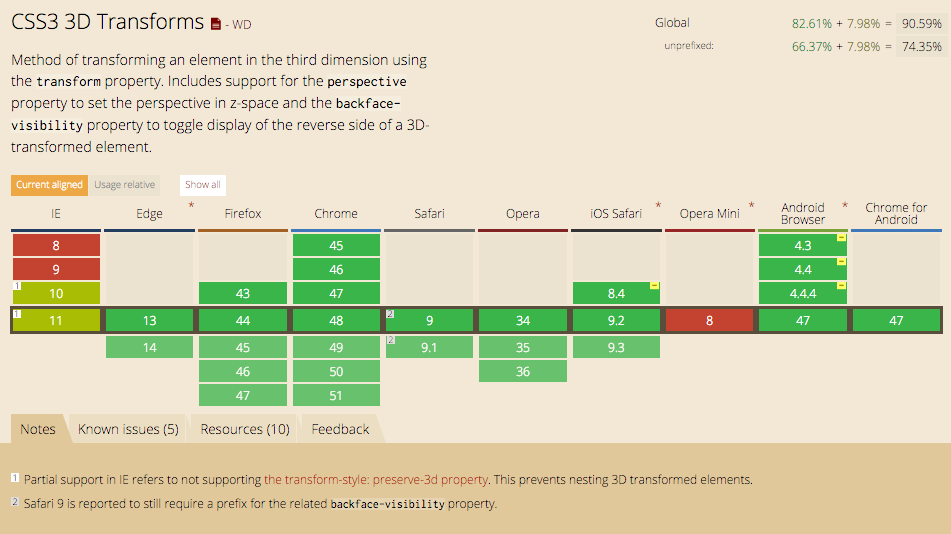 CSS3 3D Transforms - WD
Global 82.61% + 7.98% = 90.59%
unprefixed: 66.37% + 7.98% = 74.35%
Method of transforming an element in the third dimension using
the transform property. Includes support for the perspective
property to set the perspective in z-space and the backface-
visibility property to toggle display of the reverse side of a 3D-
transformed element.
Current aligned Usage relative Show all
IE Edge * Firefox Chrome Safari Opera iOS Safari * Opera Mini * Android Browser * Chrome for Android
8 45 4.3 -
9 46 4.4 -
1 10 43 47 8.4 - 4.4.4 -
1 11 13 44 48 2 9 34 9.2 8 47 47
14 45 49 2 9.1 35 9.3
46 50 36
47 51
Notes Known issues (5) Resources (10) Feedback
1 Partial support in IE refers to not supporting the transform-style: preserve-3d property. This prevents nesting 3D transformed elements.
2 Safari 9 is reported to still require a prefix for the related backface-visibility property.